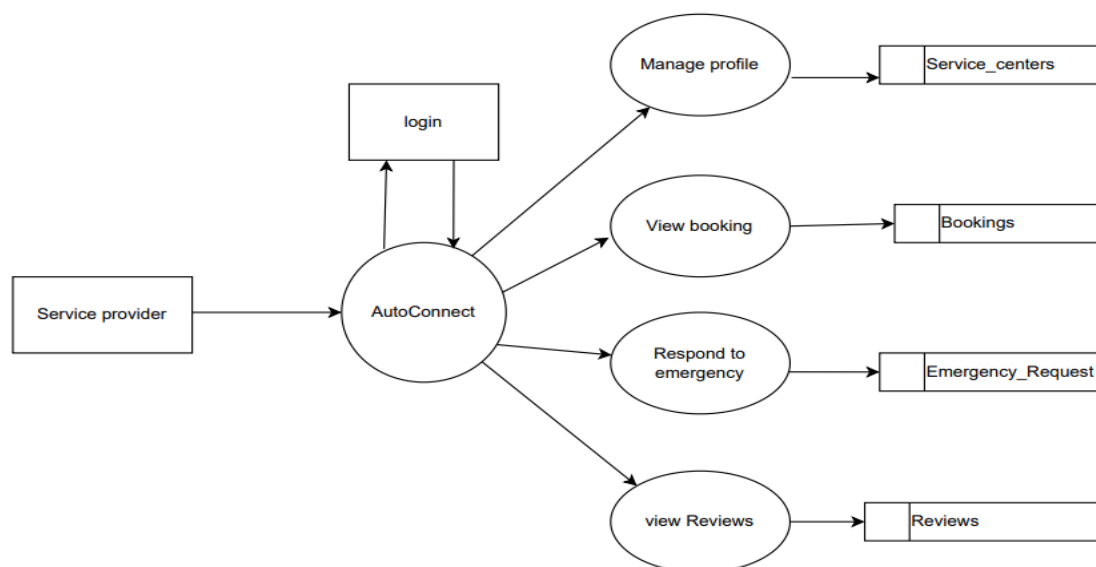 Manage profile
Service_centers
login
View booking
Bookings
Service provider
AutoConnect
Respond to
emergency
Emergency_Request
view Reviews
Reviews